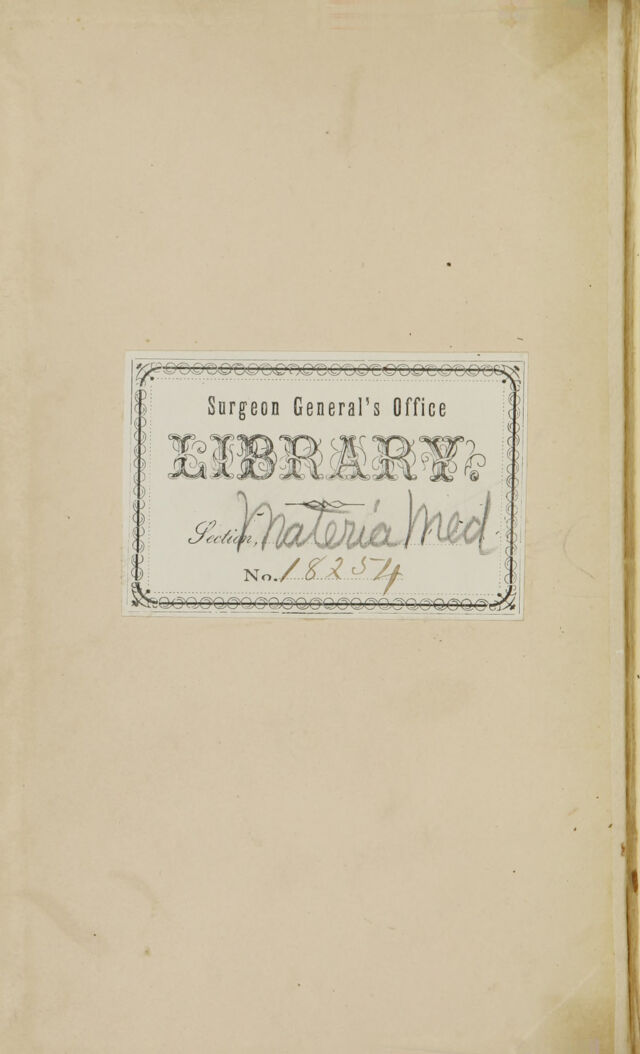 Surgeon General's Office
LIBRARY.
Section, Materia Med
No. 18254